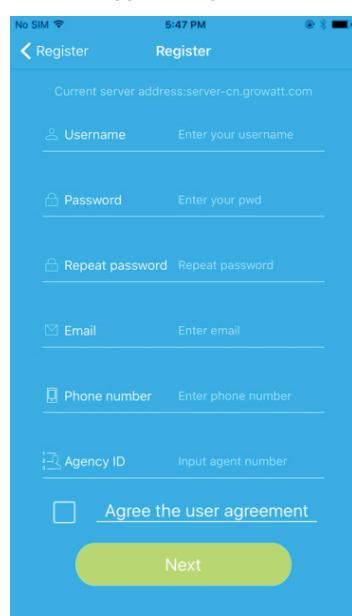 No SIM 5:47 PM
Register Register
Current server address:server-cn.growatt.com
Username Enter your username
Password Enter your pwd
Repeat password Repeat password
Email Enter email
Phone number Enter phone number
Agency ID Input agent number
Agree the user agreement
Next